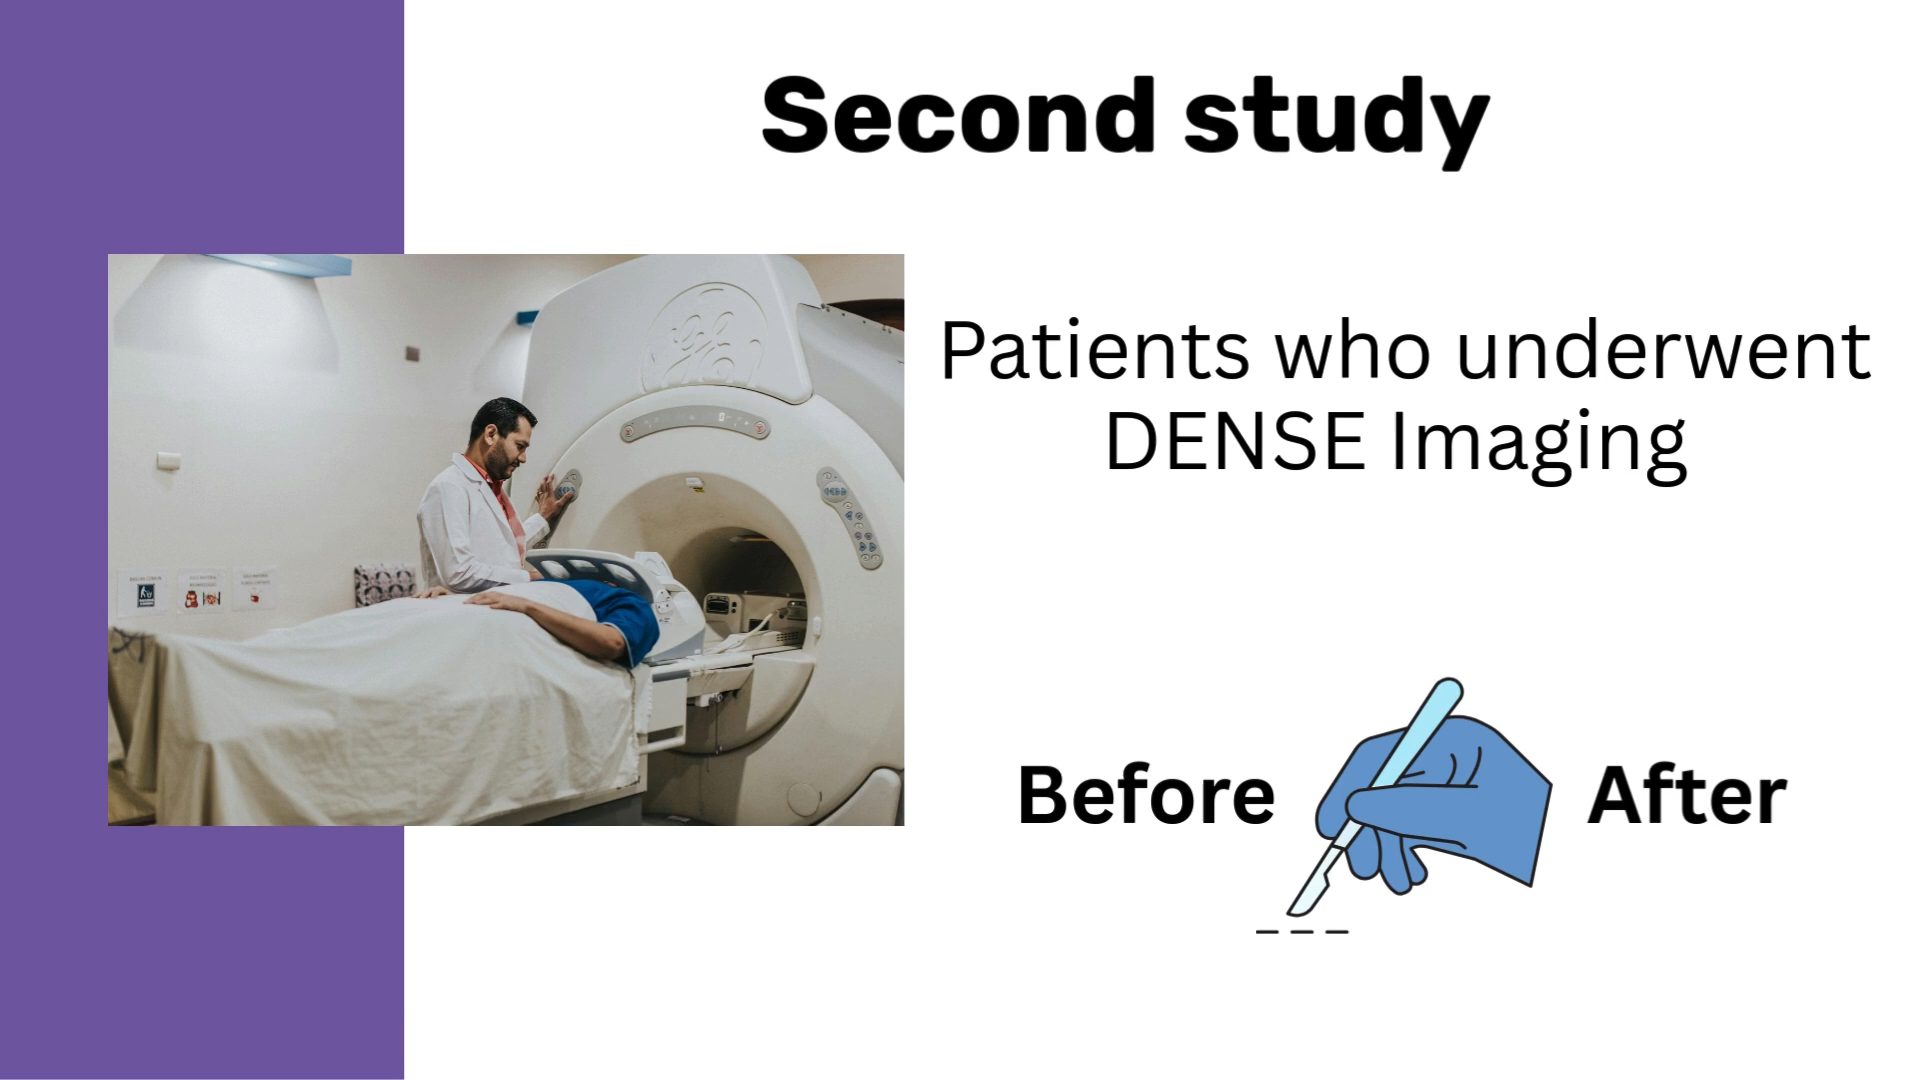 Second study
Patients who underwent
DENSE Imaging
Before
After